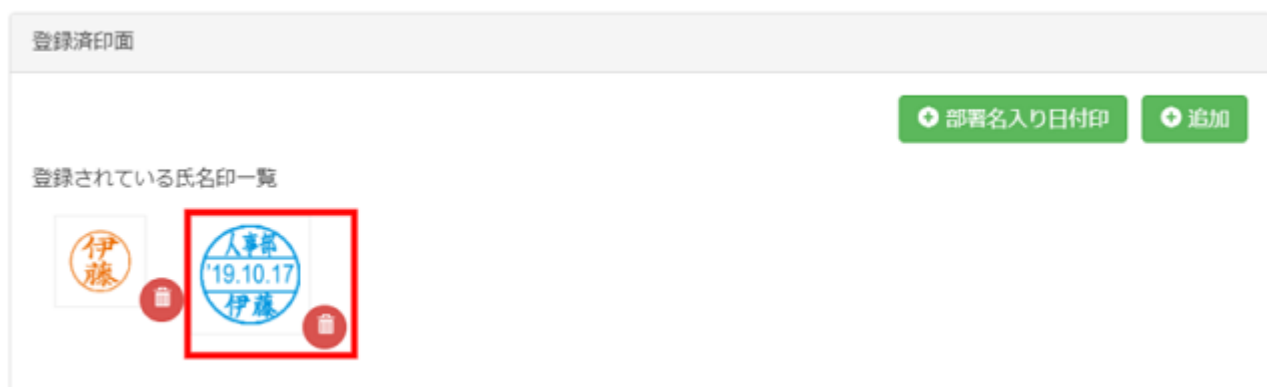 登録済印面
部署名入り日付印 追加
登録されている氏名印一覧
伊
藤
人事部
'19.10.17
伊藤